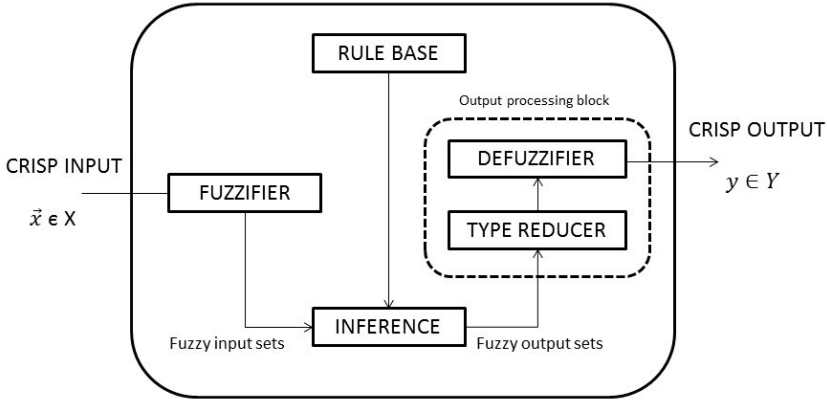 RULE BASE
Output processing block
CRISP OUTPUT
DEFUZZIFIER
y ∈ Y
CRISP INPUT
FUZZIFIER
x⃗ ϵ X
TYPE REDUCER
INFERENCE
Fuzzy input sets
Fuzzy output sets